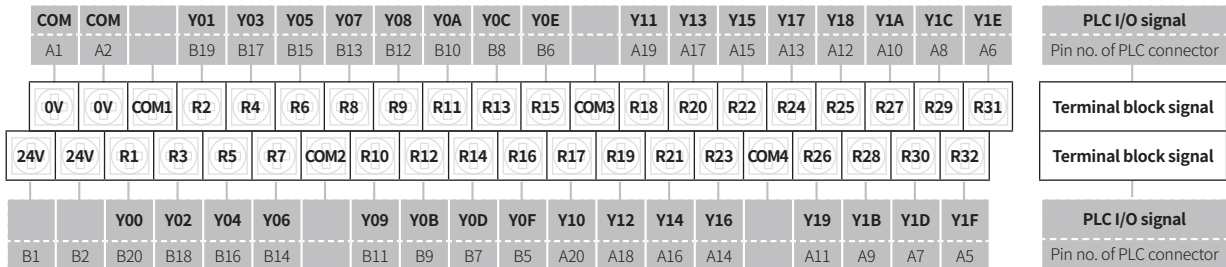 COM COM Y01 Y03 Y05 Y07 Y08 Y0A Y0C Y0E Y11 Y13 Y15 Y17 Y18 Y1A Y1C Y1E PLC I/O signal
A1 A2 B19 B17 B15 B13 B12 B10 B8 B6 A19 A17 A15 A13 A12 A10 A8 A6 Pin no. of PLC connector
0V 0V COM1 R2 R4 R6 R8 R9 R11 R13 R15 COM3 R18 R20 R22 R24 R25 R27 R29 R31 Terminal block signal
24V 24V R1 R3 R5 R7 COM2 R10 R12 R14 R16 R17 R19 R21 R23 COM4 R26 R28 R30 R32 Terminal block signal
Y00 Y02 Y04 Y06 Y09 Y0B Y0D Y0F Y10 Y12 Y14 Y16 Y19 Y1B Y1D Y1F PLC I/O signal
B1 B2 B20 B18 B16 B14 B11 B9 B7 B5 A20 A18 A16 A14 A11 A9 A7 A5 Pin no. of PLC connector